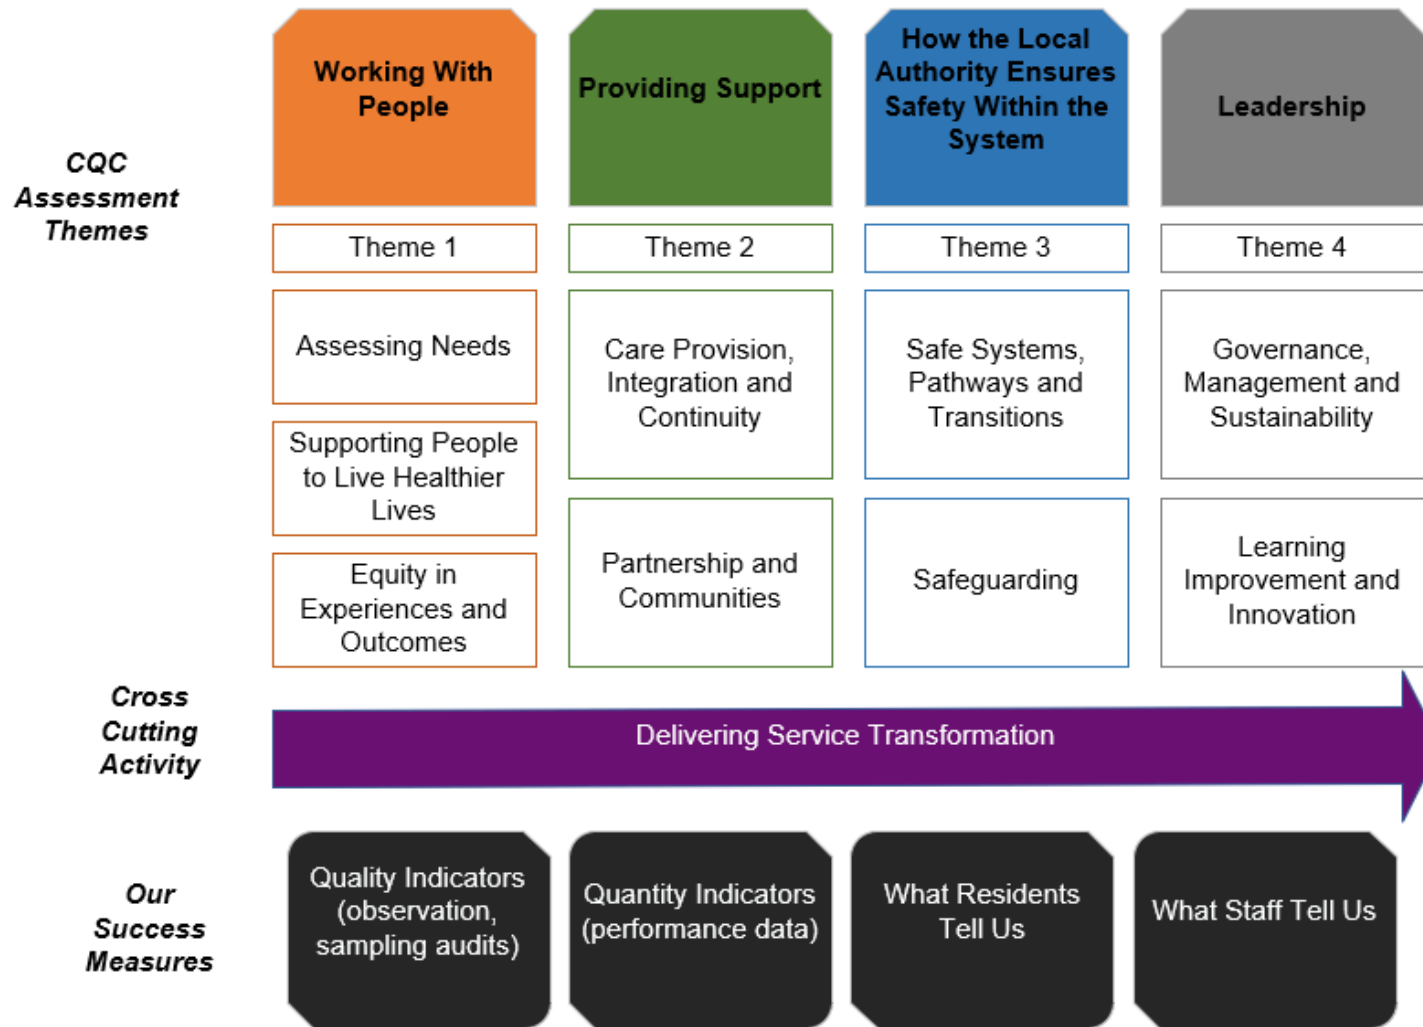 CQC
Assessment
Themes
Working With
People
Providing Support
How the Local
Authority Ensures
Safety Within the
System
Leadership
Theme 1
Theme 2
Theme 3
Theme 4
Assessing Needs
Supporting People
to Live Healthier
Lives
Equity in
Experiences and
Outcomes
Care Provision,
Integration and
Continuity
Partnership and
Communities
Safe Systems,
Pathways and
Transitions
Safeguarding
Governance,
Management and
Sustainability
Learning
Improvement and
Innovation
Cross
Cutting
Activity
Delivering Service Transformation
Our
Success
Measures
Quality Indicators
(observation,
sampling audits)
Quantity Indicators
(performance data)
What Residents
Tell Us
What Staff Tell Us